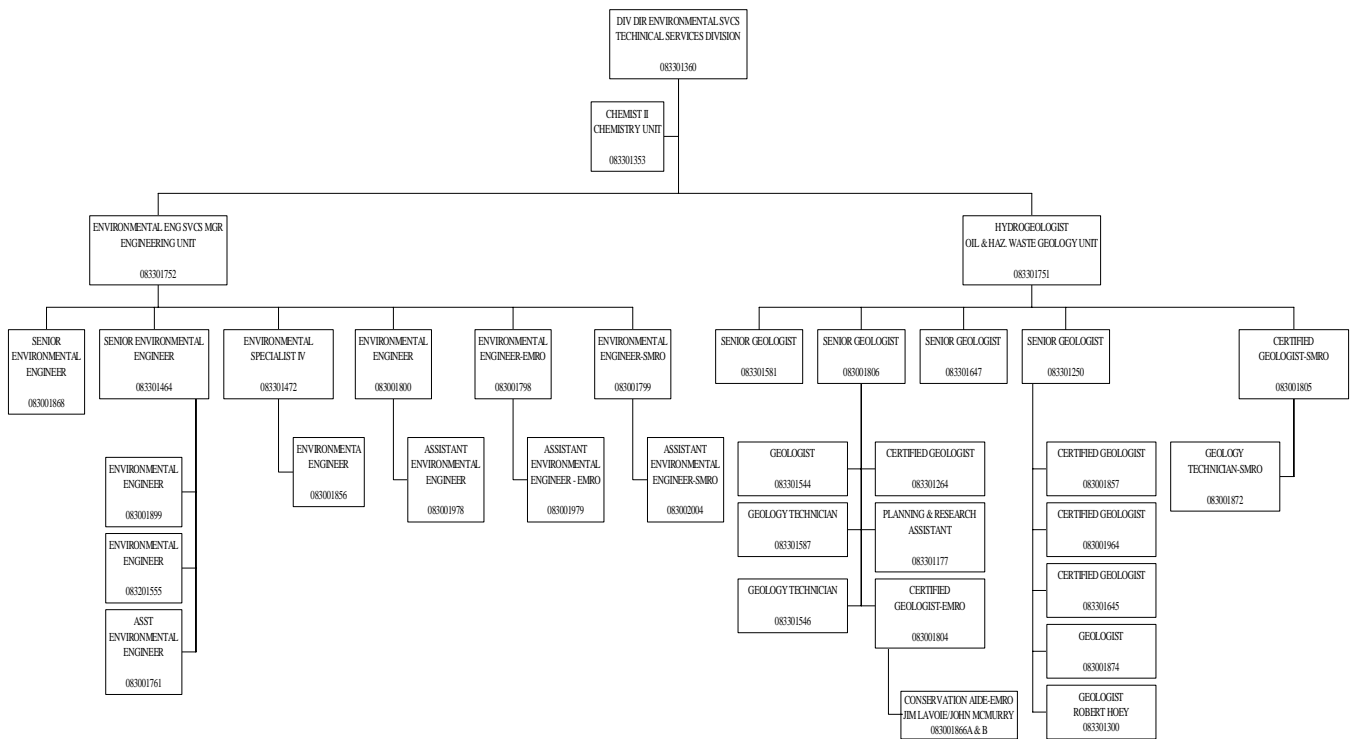 DIV DIR ENVIRONMENTAL SVCS
TECHINICAL SERVICES DIVISION
083301360
CHEMIST II
CHEMISTRY UNIT
083301353
ENVIRONMENTAL ENG SVCS MGR
ENGINEERING UNIT
083301752
HYDROGEOLOGIST
OIL & HAZ. WASTE GEOLOGY UNIT
083301751
SENIOR
ENVIRONMENTAL
ENGINEER
083001868
SENIOR ENVIRONMENTAL
ENGINEER
083301464
ENVIRONMENTAL
SPECIALIST IV
083301472
ENVIRONMENTAL
ENGINEER
083001800
ENVIRONMENTAL
ENGINEER-EMRO
083001798
ENVIRONMENTAL
ENGINEER-SMRO
083001799
SENIOR GEOLOGIST
083301581
SENIOR GEOLOGIST
083001806
SENIOR GEOLOGIST
083301647
SENIOR GEOLOGIST
083301250
CERTIFIED
GEOLOGIST-SMRO
083001805
ENVIRONMENTAL
ENGINEER
083001899
ENVIRONMENTAL
ENGINEER
083201555
ASST
ENVIRONMENTAL
ENGINEER
083001761
ENVIRONMENTA
ENGINEER
083001856
ASSISTANT
ENVIRONMENTAL
ENGINEER
083001978
ASSISTANT
ENVIRONMENTAL
ENGINEER - EMRO
083001979
ASSISTANT
ENVIRONMENTAL
ENGINEER-SMRO
083002004
GEOLOGIST
083301544
GEOLOGY TECHNICIAN
083301587
GEOLOGY TECHNICIAN
083301546
CERTIFIED GEOLOGIST
083301264
PLANNING & RESEARCH
ASSISTANT
083301177
CERTIFIED
GEOLOGIST-EMRO
083001804
CONSERVATION AIDE-EMRO
JIM LAVOIE/JOHN MCMURRY
083001866A & B
CERTIFIED GEOLOGIST
083001857
CERTIFIED GEOLOGIST
083001964
CERTIFIED GEOLOGIST
083301645
GEOLOGIST
083001874
GEOLOGIST
ROBERT HOEY
083301300
GEOLOGY
TECHNICIAN-SMRO
083001872